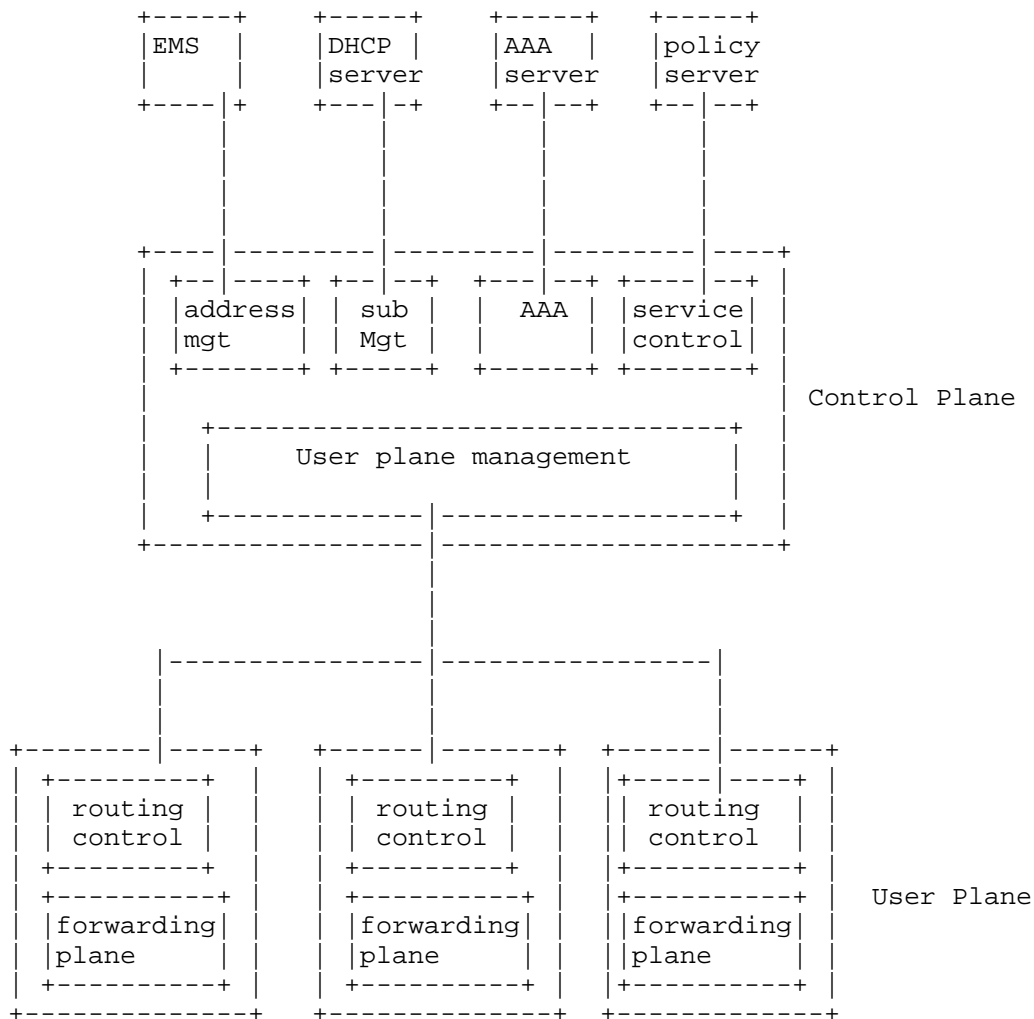 EMS DHCP AAA policy
server server server
address sub AAA service
mgt Mgt control
Control Plane
User plane management
routing routing routing
control control control
User Plane
forwarding forwarding forwarding
plane plane plane